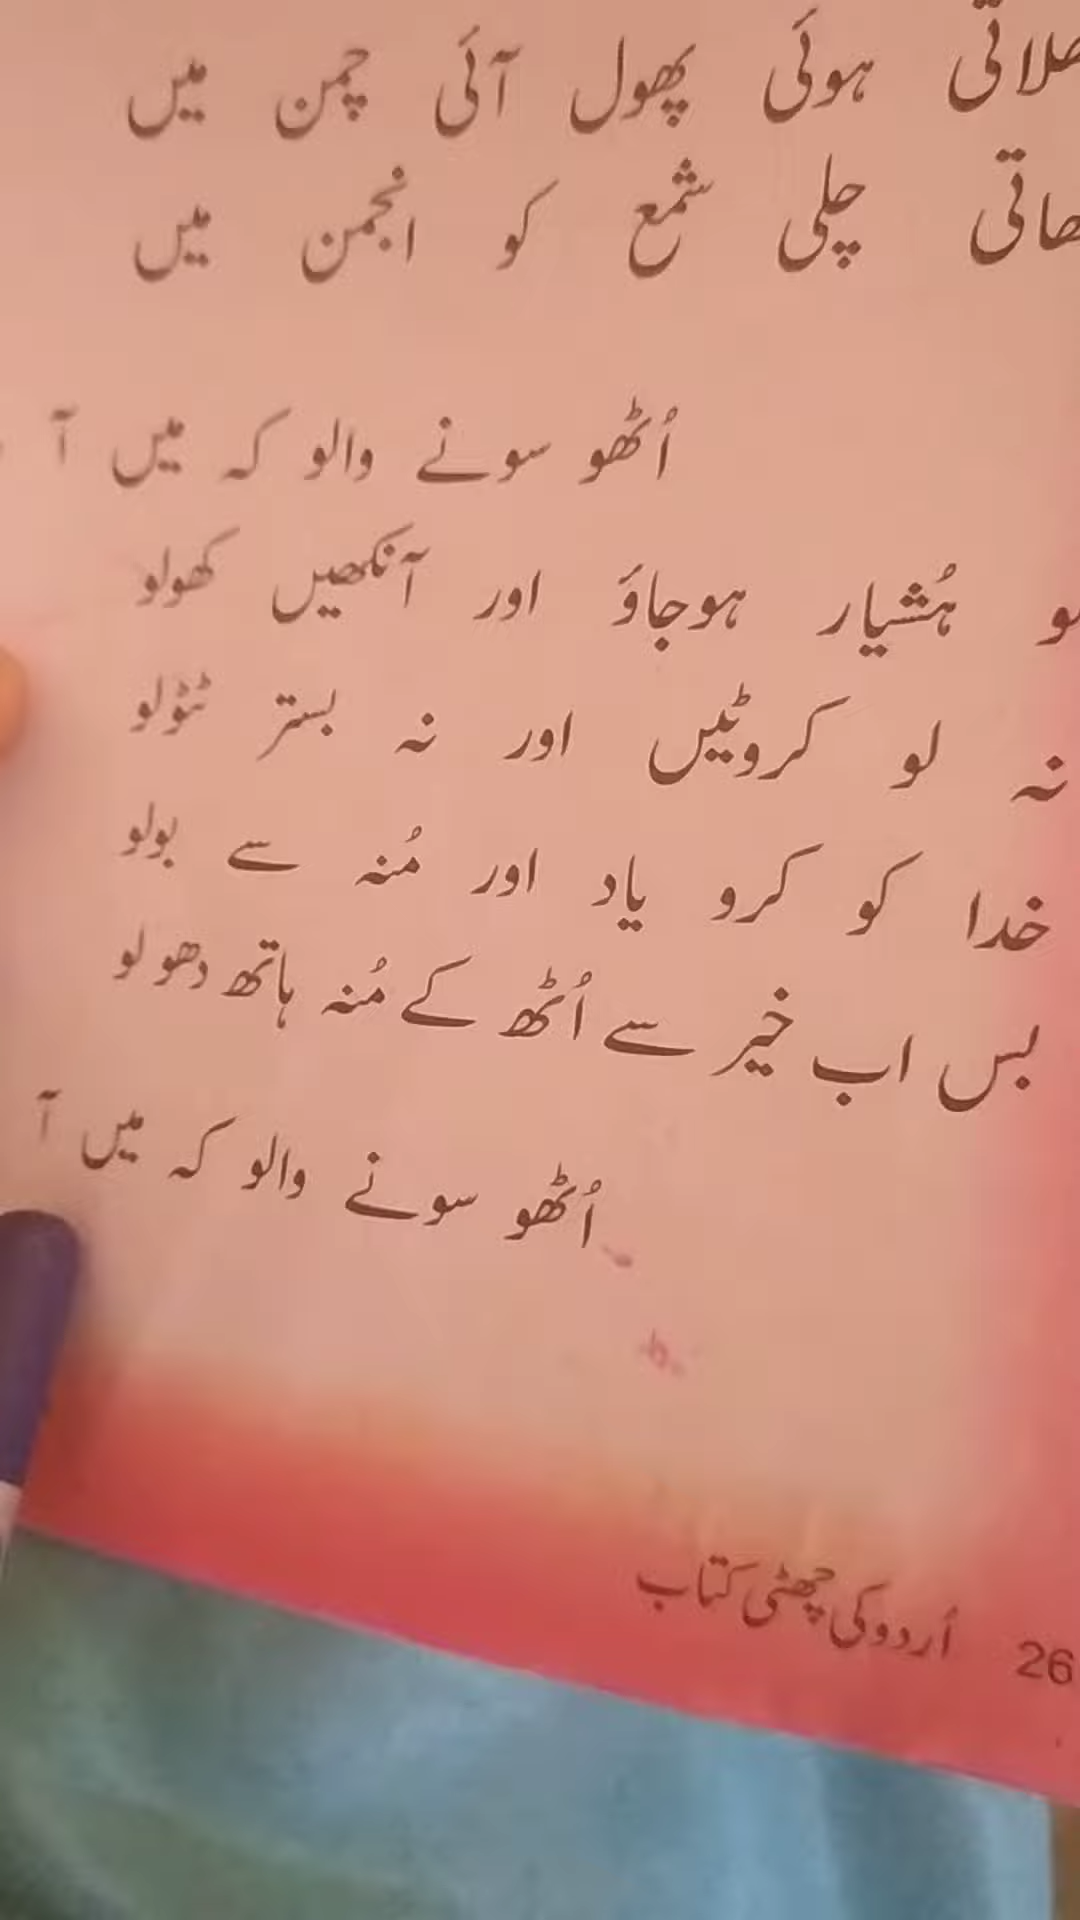 ہوئی پھول آئی چمن میں
چلی شمع کو انجمن میں
اُٹھو سونے والو کہ میں آ
ہُشیار ہوجاؤ اور آنکھیں کھولو
نہ لو کروٹیں اور نہ بستر ٹٹولو
خدا کو کرو یاد اور مُنہ سے بولو
بس اب خیر سے اُٹھ کے مُنہ ہاتھ دھولو
اُٹھو سونے والو کہ میں آ
26 اُردو کی چھٹی کتاب